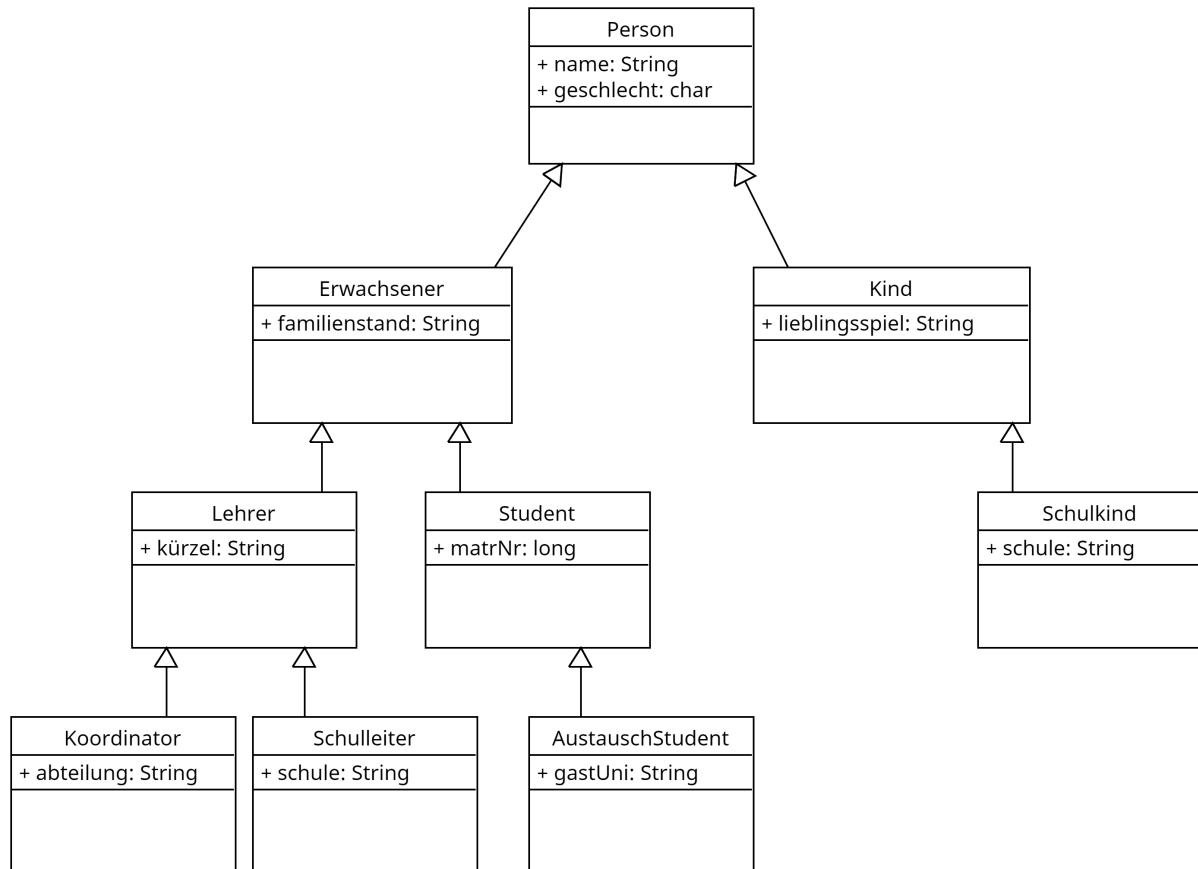 Person
+ name: String
+ geschlecht: char
Erwachsener
+ familienstand: String
Kind
+ lieblingsspiel: String
Lehrer
+ kürzel: String
Student
+ matrNr: long
Schulkind
+ schule: String
Koordinator
+ abteilung: String
Schulleiter
+ schule: String
AustauschStudent
+ gastUni: String